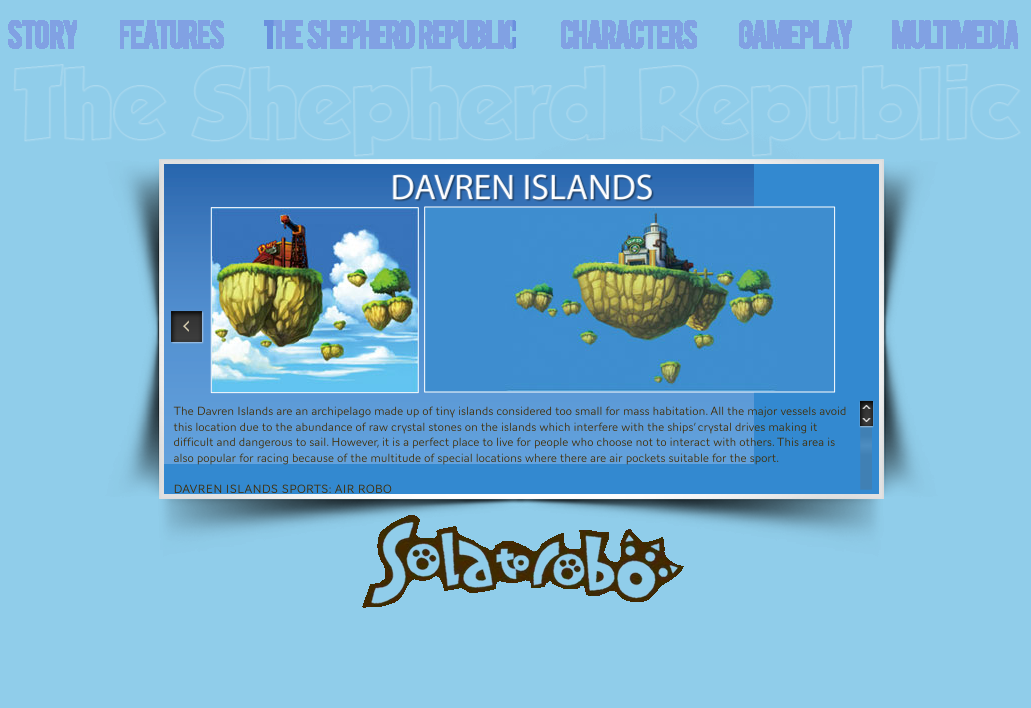 STORY FEATURES THE SHEPHERD REPUBLIC CHARACTERS GAMEPLAY MULTIMEDIA
The Shepherd Republic
DAVREN ISLANDS
The Davren Islands are an archipelago made up of tiny islands considered too small for mass habitation. All the major vessels avoid
this location due to the abundance of raw crystal stones on the islands which interfere with the ships' crystal drives making it
difficult and dangerous to sail. However, it is a perfect place to live for people who choose not to interact with others. This area is
also popular for racing because of the multitude of special locations where there are air pockets suitable for the sport.
DAVREN ISLANDS SPORTS: AIR ROBO
Solatorobo